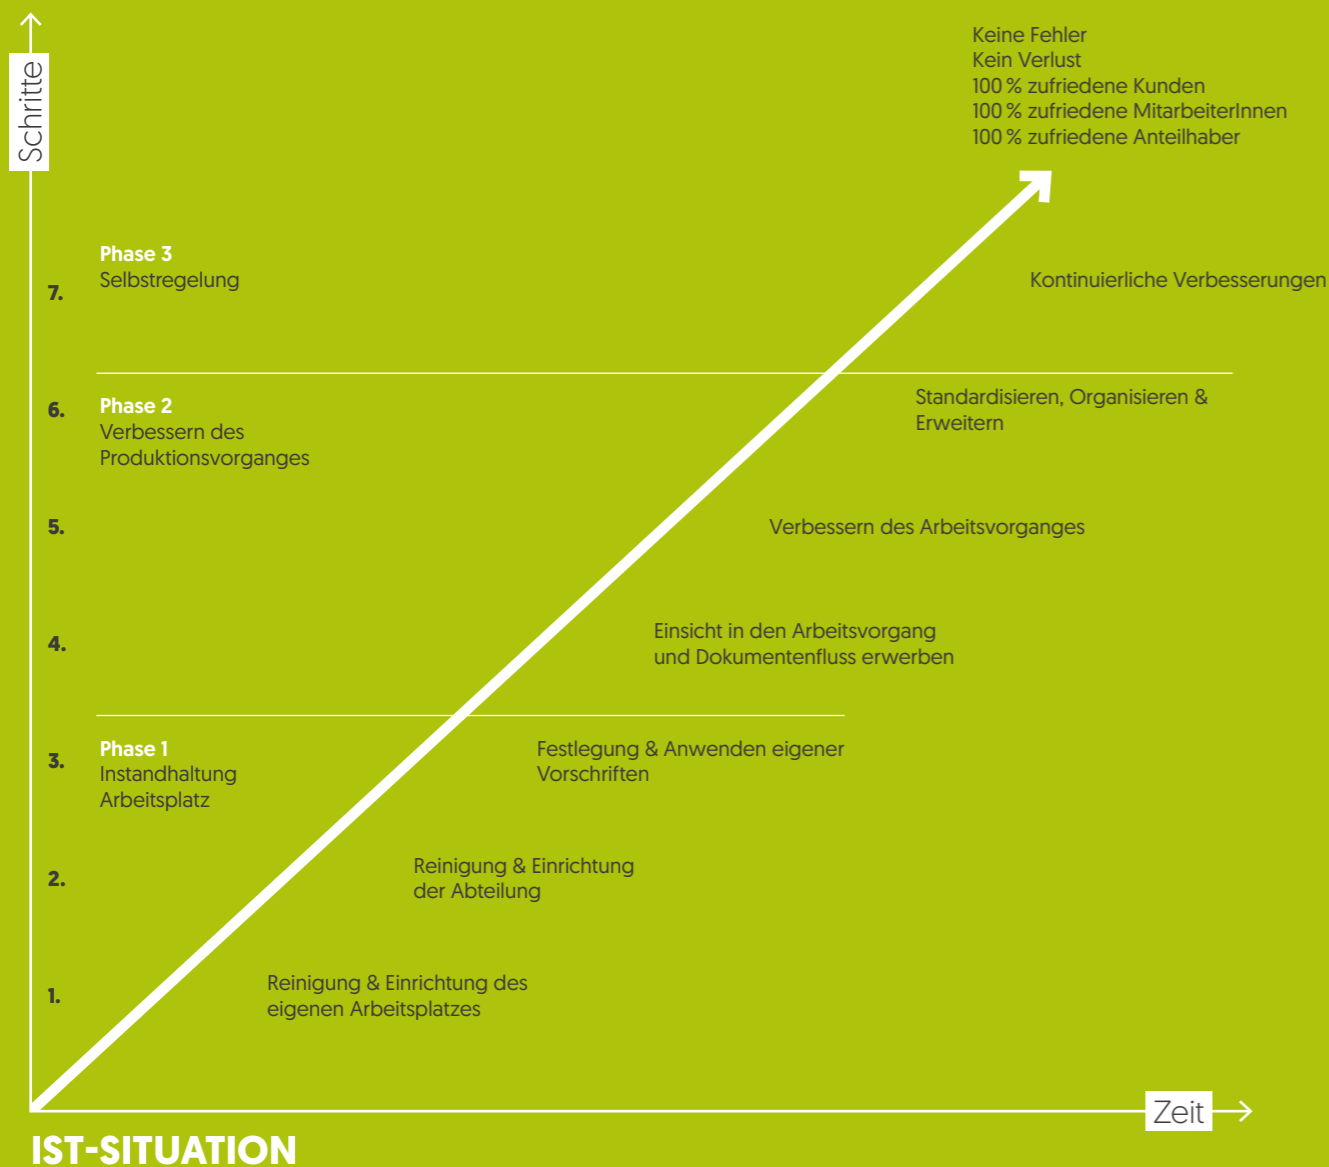 Keine Fehler
Kein Verlust
100 % zufriedene Kunden
100 % zufriedene MitarbeiterInnen
100 % zufriedene Anteilhaber
Schritte
Phase 3
Selbstregelung
7.
Kontinuierliche Verbesserungen
6.
Phase 2
Verbessern des
Produktionsvorganges
Standardisieren, Organisieren &
Erweitern
5.
Verbessern des Arbeitsvorganges
4.
Einsicht in den Arbeitsvorgang
und Dokumentenfluss erwerben
3.
Phase 1
Instandhaltung
Arbeitsplatz
Festlegung & Anwenden eigener
Vorschriften
2.
Reinigung & Einrichtung
der Abteilung
1.
Reinigung & Einrichtung des
eigenen Arbeitsplatzes
Zeit
IST-SITUATION